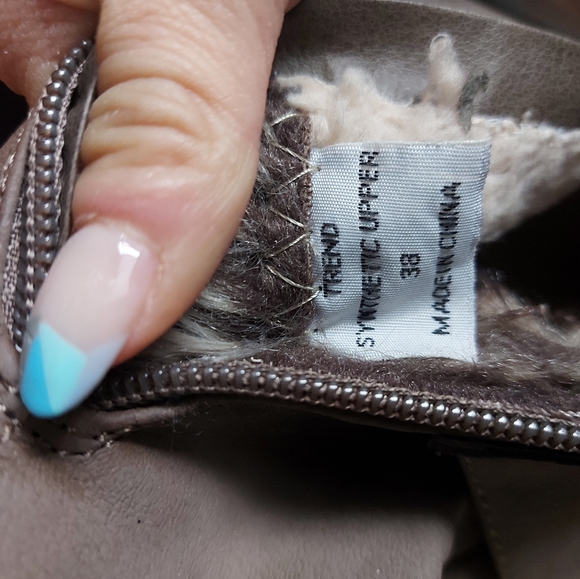 TREND
SYNTHETIC UPPER
38
MADE IN CHINA